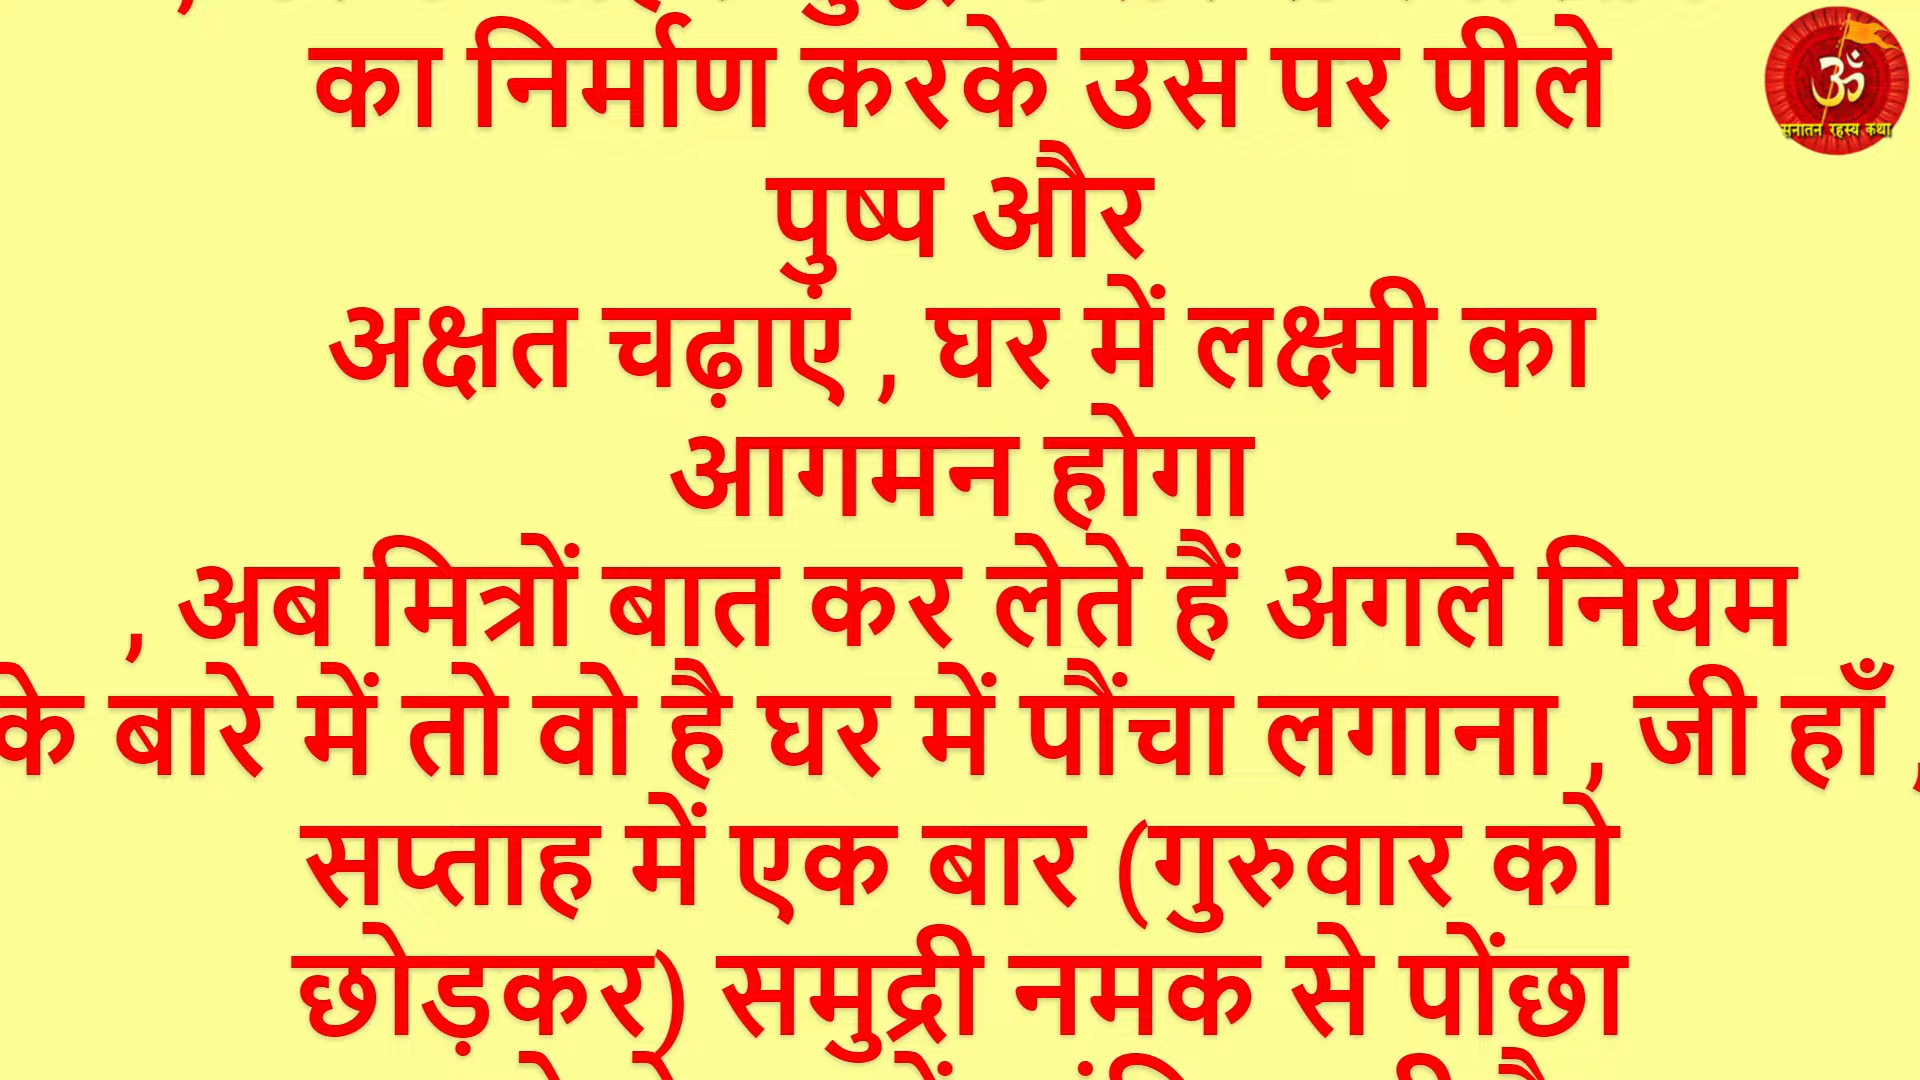 का निर्माण करके उस पर पीले
पुष्प और
अक्षत चढ़ाएं , घर में लक्ष्मी का
आगमन होगा
, अब मित्रों बात कर लेते हैं अगले नियम
के बारे में तो वो है घर में पौंचा लगाना , जी हाँ ,
सप्ताह में एक बार (गुरुवार को
छोड़कर) समुद्री नमक से पोंछा
ॐ
सनातन रहस्य कथा